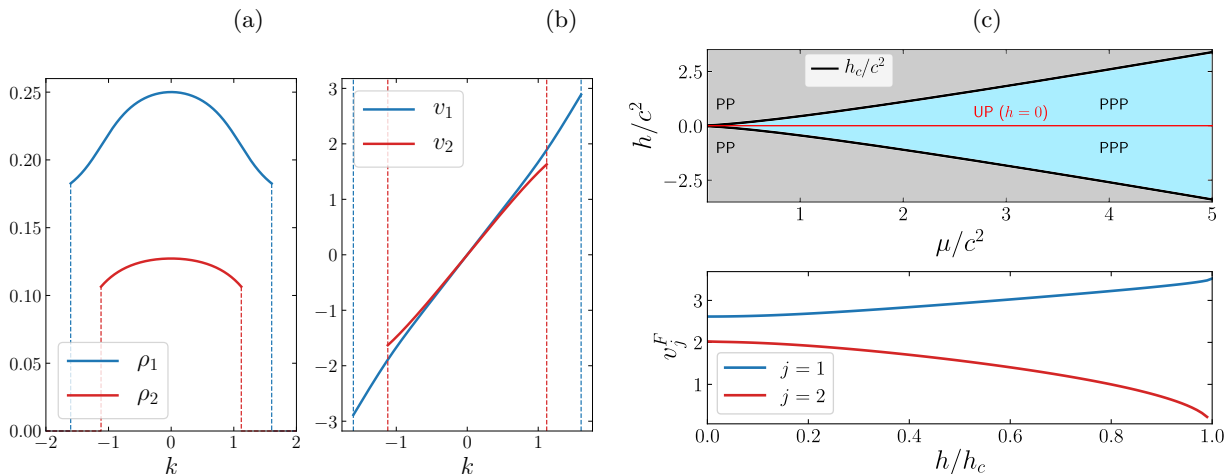 (a)
0.25
0.20
0.15
0.10
0.05
0.00
ρ₁
ρ₂
−2
−1
0
1
2
k
(b)
3
2
1
0
−1
−2
−3
v₁
v₂
−1
0
1
k
(c)
h/c²
2.5
0.0
−2.5
h_c/c²
PP
PPP
UP (h = 0)
PP
PPP
1
2
3
4
5
μ/c²
v_j^F
3
2
1
j = 1
j = 2
0.0
0.2
0.4
0.6
0.8
1.0
h/h_c